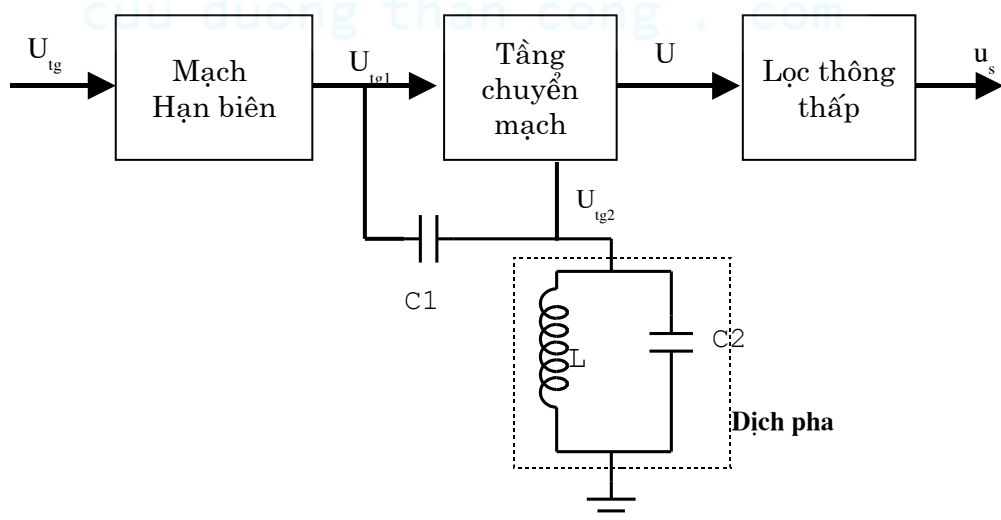 cuu duong than cong . com
U_tg
Mạch
Hạn biên
U_tg1
Tầng
chuyển
mạch
U
Lọc thông
thấp
u_s
U_tg2
C1
L
C2
Dịch pha